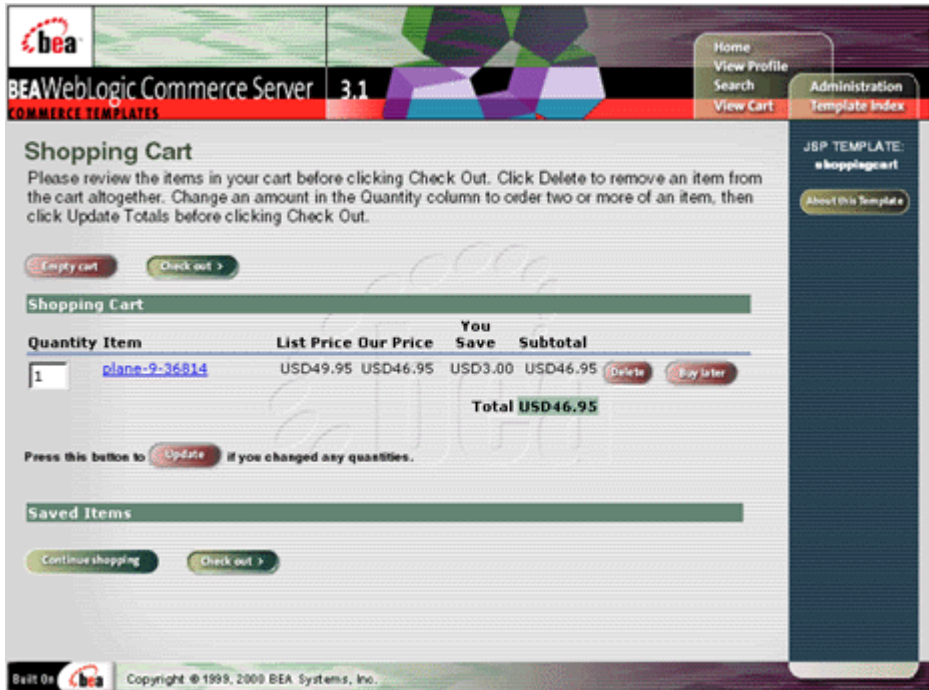 bea
Home
View Profile
BEAWebLogic Commerce Server 3.1
Search
Administration
COMMERCE TEMPLATES
View Cart
Template Index
Shopping Cart
JSP TEMPLATE:
shoppingcart
Please review the items in your cart before clicking Check Out. Click Delete to remove an item from
the cart altogether. Change an amount in the Quantity column to order two or more of an item, then
click Update Totals before clicking Check Out.
About this Template
Empty cart Check out >
Shopping Cart
You
Quantity Item List Price Our Price Save Subtotal
1 plane-9-36814 USD49.95 USD46.95 USD3.00 USD46.95 Delete Buy later
Total USD46.95
Press this button to Update if you changed any quantities.
Saved Items
Continue shopping Check out >
Built On bea Copyright © 1999, 2000 BEA Systems, Inc.